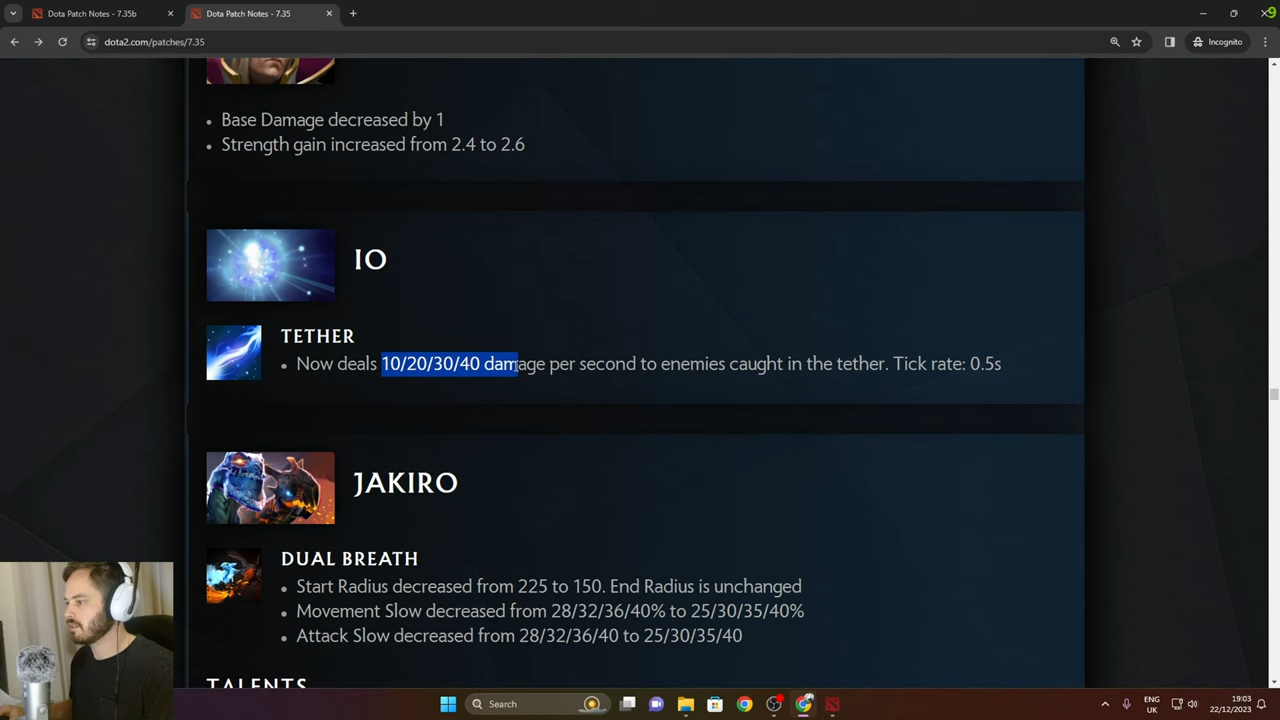 Dota Patch Notes - 7.35b
Dota Patch Notes - 7.35
9
dota2.com/patches/7.35
Incognito
Base Damage decreased by 1
Strength gain increased from 2.4 to 2.6
IO
TETHER
Now deals 10/20/30/40 damage per second to enemies caught in the tether. Tick rate: 0.5s
JAKIRO
DUAL BREATH
Start Radius decreased from 225 to 150. End Radius is unchanged
Movement Slow decreased from 28/32/36/40% to 25/30/35/40%
Attack Slow decreased from 28/32/36/40 to 25/30/35/40
TALENTS
Search
ENG
UK
19:03
22/12/2023